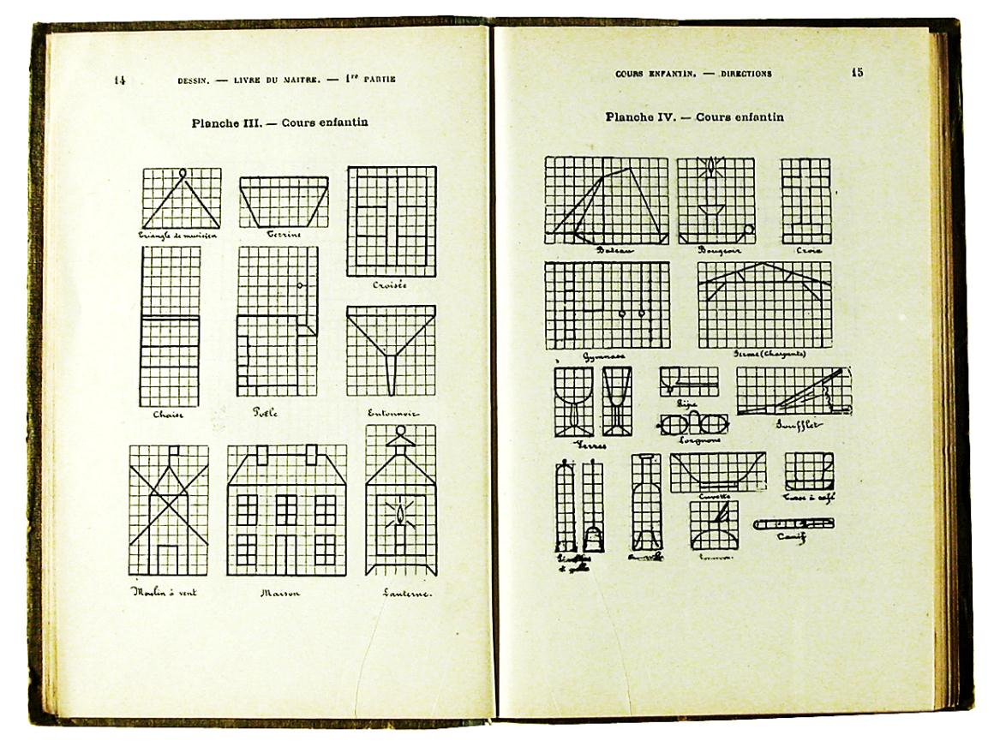 14
DESSIN. — LIVRE DU MAITRE. — 1re PARTIE
Planche III. — Cours enfantin
Triangle de musicien
Terrine
Croisée
Chaise
Poêle
Entonnoir
Moulin à vent
Maison
Lanterne.
COURS ENFANTIN. — DIRECTIONS
15
Planche IV. — Cours enfantin
Bateau
Bougeoir
Croix
Gymnase
Ferme (Charpente)
Verres
Pipe
Lorgnons
Soufflet
Cuvette
Tasse à café
Canif